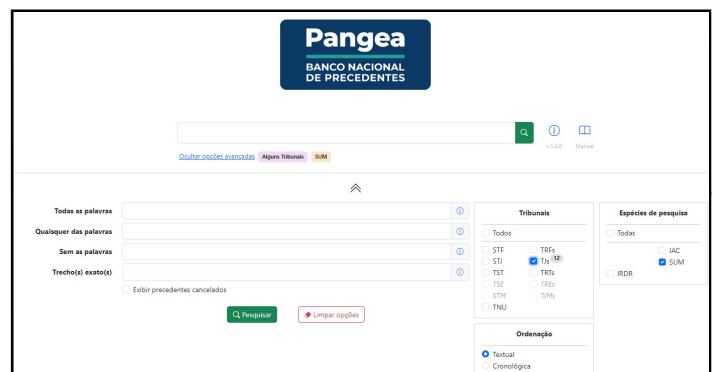 Pangea
BANCO NACIONAL
DE PRECEDENTES
v.1.0.6 Manual
Ocultar opções avançadas Alguns Tribunais SUM
Todas as palavras
Quaisquer das palavras
Sem as palavras
Trecho(s) exato(s)
Exibir precedentes cancelados
Pesquisar Limpar opções
Tribunais
Todos
STF TRFs
STJ TJs 12
TST TRTs
TSE TREs
STM TJMs
TNU
Ordenação
Textual
Cronológica
Espécies de pesquisa
Todas
IAC
SUM
IRDR